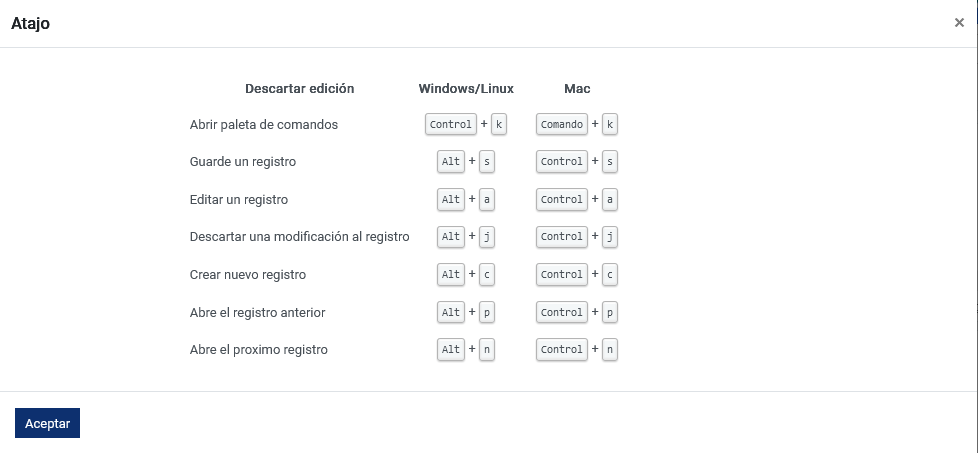 Atajo ×
Descartar edición Windows/Linux Mac
Abrir paleta de comandos Control + k Comando + k
Guarde un registro Alt + s Control + s
Editar un registro Alt + a Control + a
Descartar una modificación al registro Alt + j Control + j
Crear nuevo registro Alt + c Control + c
Abre el registro anterior Alt + p Control + p
Abre el proximo registro Alt + n Control + n
Aceptar